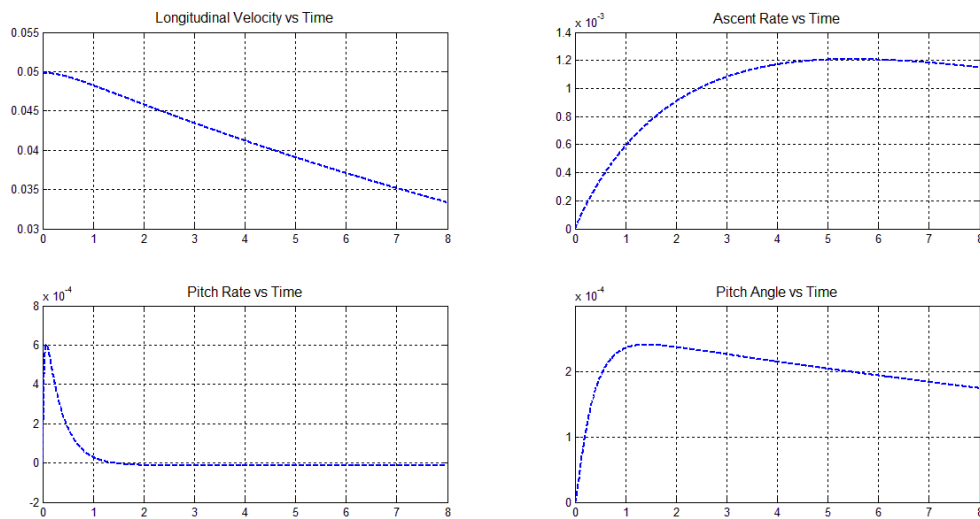 Longitudinal Velocity vs Time
0.055
0.05
0.045
0.04
0.035
0.03
0 1 2 3 4 5 6 7 8
Ascent Rate vs Time
x 10^-3
1.4
1.2
1
0.8
0.6
0.4
0.2
0
0 1 2 3 4 5 6 7 8
Pitch Rate vs Time
x 10^-4
8
6
4
2
0
-2
0 1 2 3 4 5 6 7 8
Pitch Angle vs Time
x 10^-4
2
1
0
0 1 2 3 4 5 6 7 8